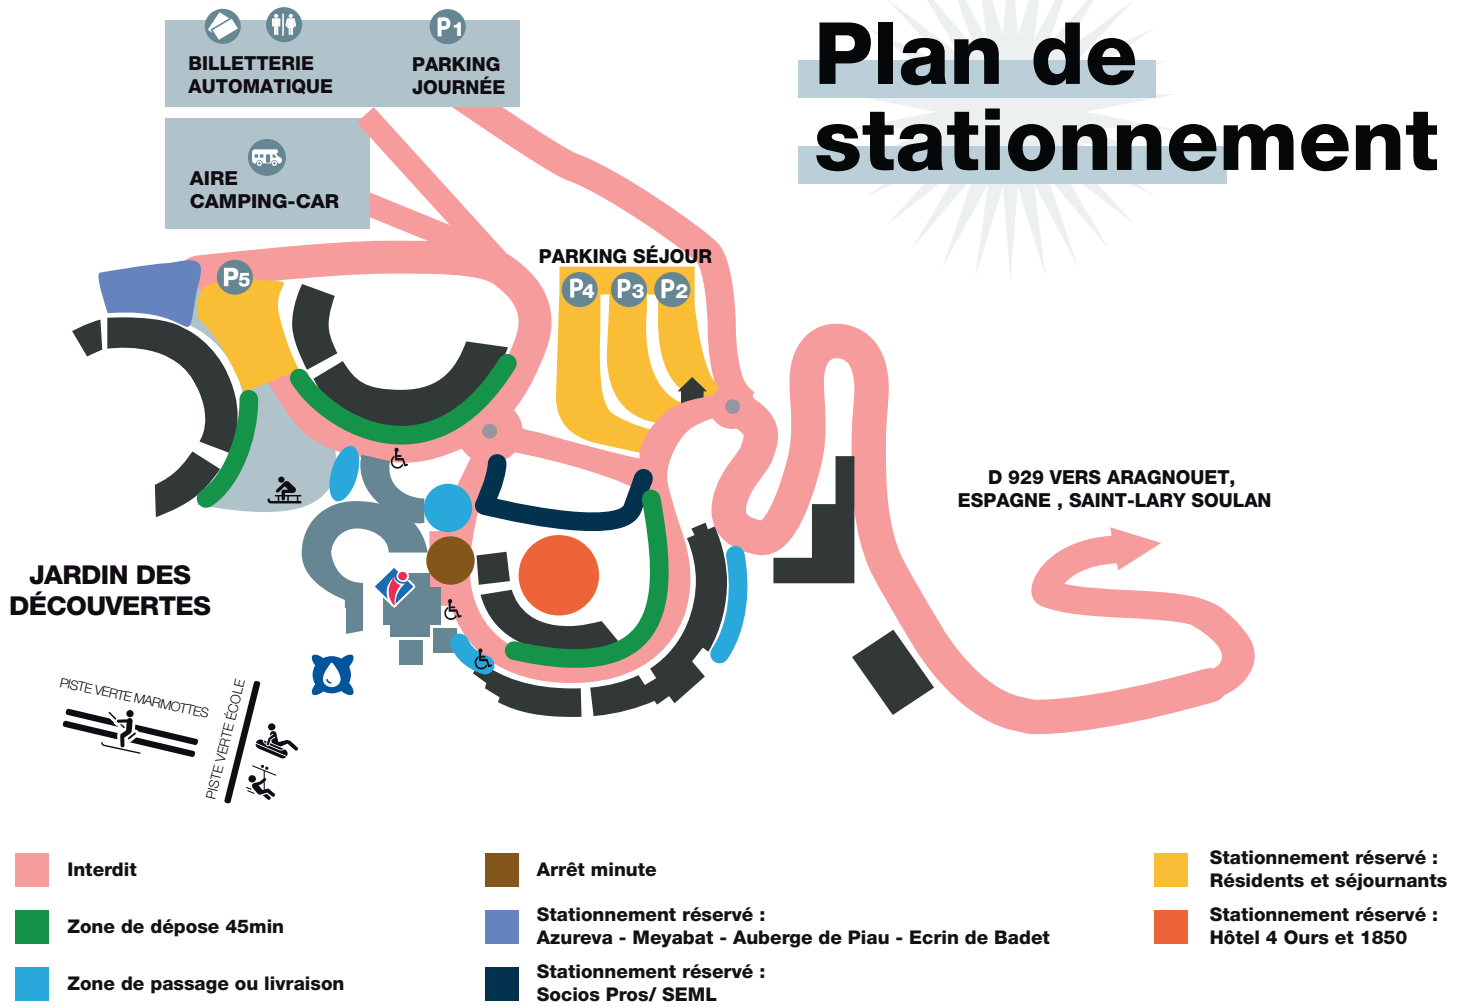 Plan de
stationnement
BILLETTERIE
AUTOMATIQUE
P1
PARKING
JOURNÉE
AIRE
CAMPING-CAR
PARKING SÉJOUR
P5
P4
P3
P2
D 929 VERS ARAGNOUET,
ESPAGNE , SAINT-LARY SOULAN
JARDIN DES
DÉCOUVERTES
PISTE VERTE MARMOTTES
PISTE VERTE ÉCOLE
Interdit
Zone de dépose 45min
Zone de passage ou livraison
Arrêt minute
Stationnement réservé :
Azureva - Meyabat - Auberge de Piau - Ecrin de Badet
Stationnement réservé :
Socios Pros/ SEML
Stationnement réservé :
Résidents et séjournants
Stationnement réservé :
Hôtel 4 Ours et 1850